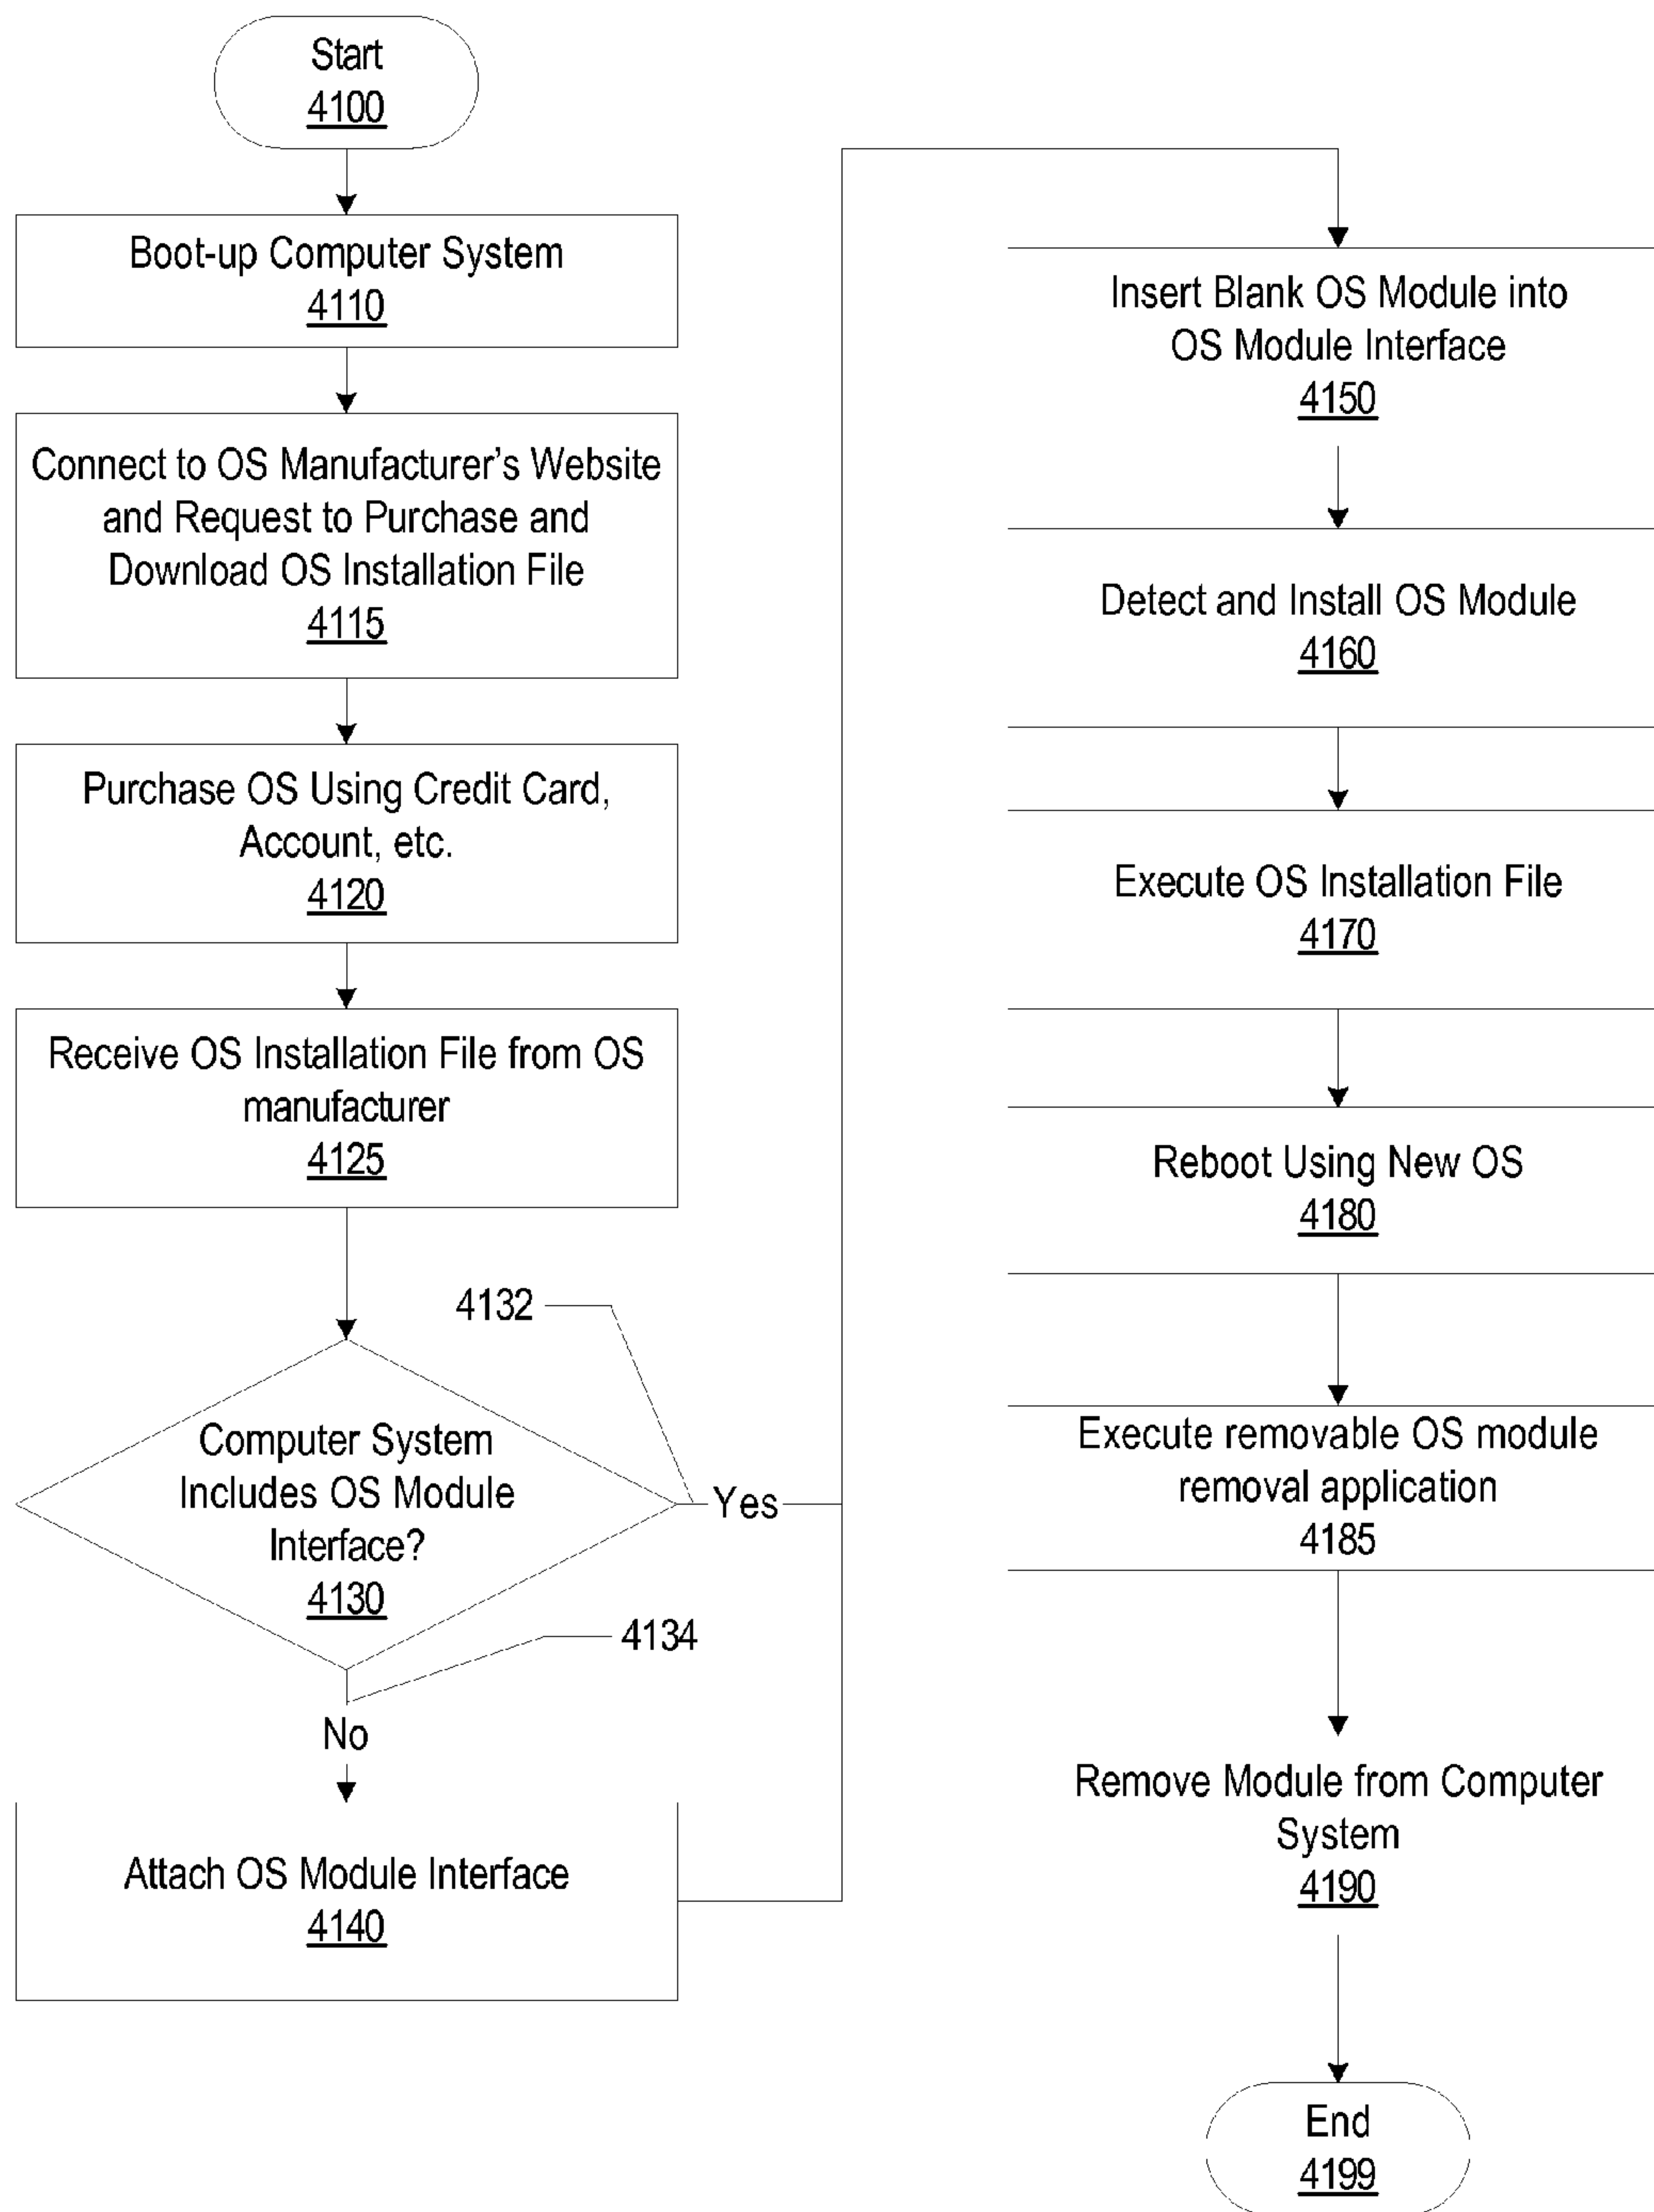 Start
4100
Boot-up Computer System
4110
Connect to OS Manufacturer's Website
and Request to Purchase and
Download OS Installation File
4115
Purchase OS Using Credit Card,
Account, etc.
4120
Receive OS Installation File from OS
manufacturer
4125
4132
Computer System
Includes OS Module
Interface?
4130
Yes
4134
No
Attach OS Module Interface
4140
Insert Blank OS Module into
OS Module Interface
4150
Detect and Install OS Module
4160
Execute OS Installation File
4170
Reboot Using New OS
4180
Execute removable OS module
removal application
4185
Remove Module from Computer
System
4190
End
4199